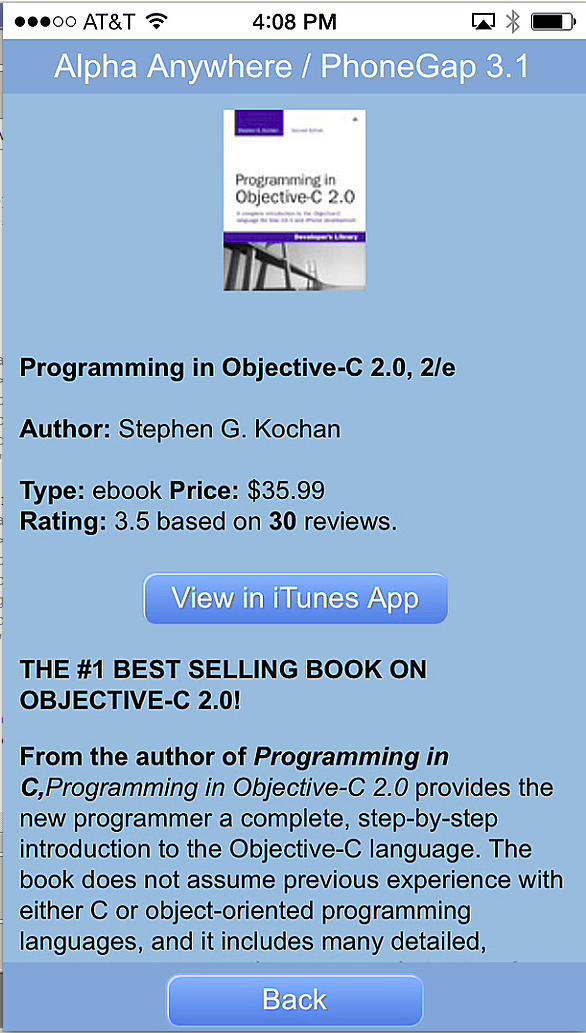 AT&T 4:08 PM
Alpha Anywhere / PhoneGap 3.1
Stephen G. Kochan Second Edition
Programming in
Objective-C 2.0
A complete introduction to the Objective-C
language for Mac OS X and iPhone development
Developer's Library
Programming in Objective-C 2.0, 2/e
Author: Stephen G. Kochan
Type: ebook Price: $35.99
Rating: 3.5 based on 30 reviews.
View in iTunes App
THE #1 BEST SELLING BOOK ON
OBJECTIVE-C 2.0!
From the author of Programming in
C,Programming in Objective-C 2.0 provides the
new programmer a complete, step-by-step
introduction to the Objective-C language. The
book does not assume previous experience with
either C or object-oriented programming
languages, and it includes many detailed,
Back